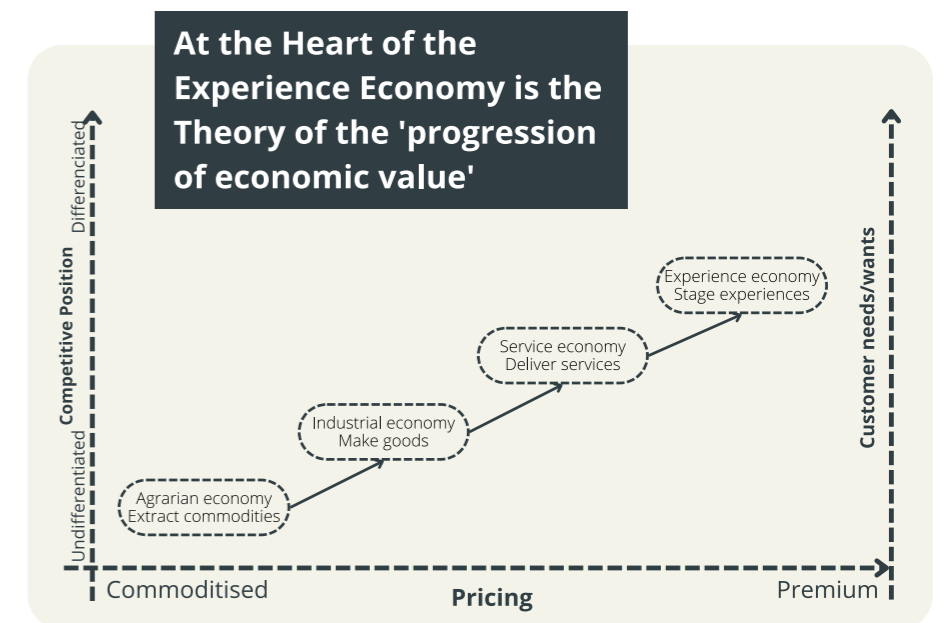 At the Heart of the
Experience Economy is the
Theory of the 'progression
of economic value'
Differenciated
Competitive Position
Undifferentiated
Customer needs/wants
Experience economy
Stage experiences
Service economy
Deliver services
Industrial economy
Make goods
Agrarian economy
Extract commodities
Commoditised
Pricing
Premium